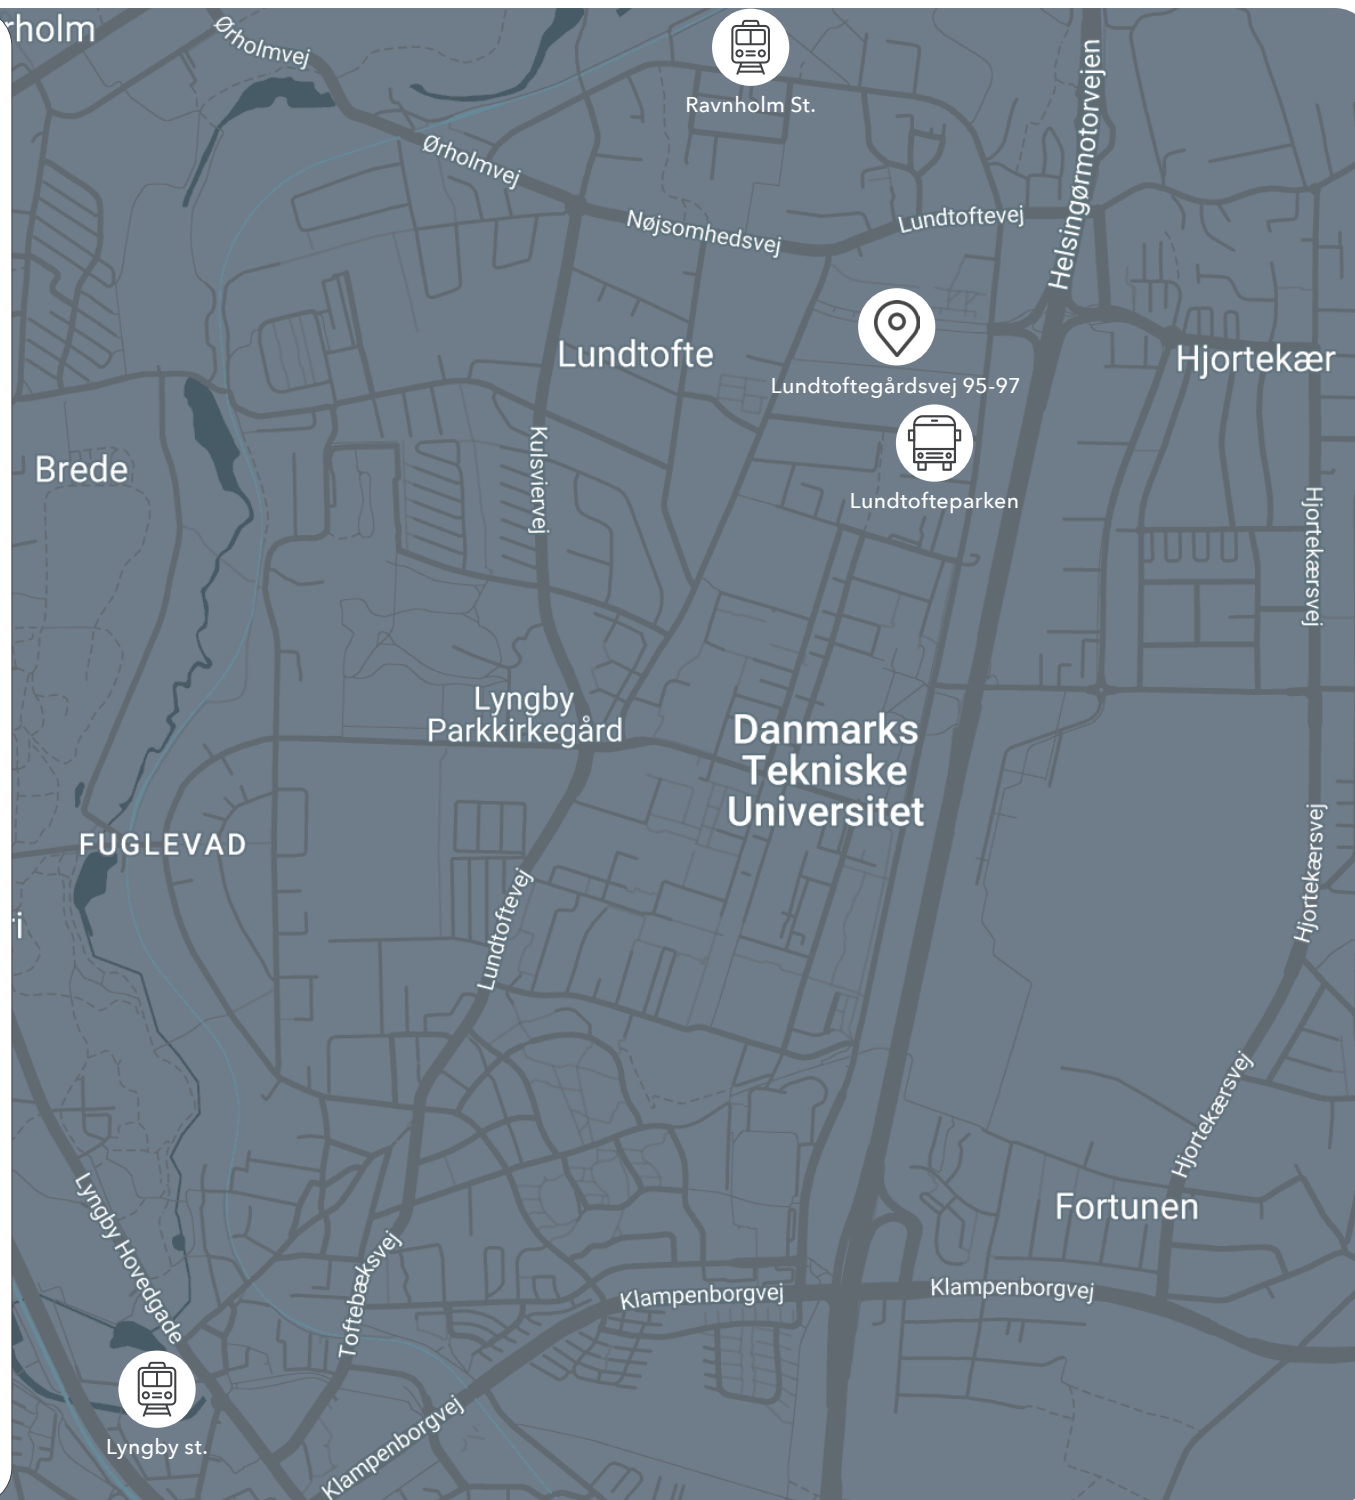 rholm
Ørholmvej
Ravnholm St.
Helsingørmotorvejen
Ørholmvej
Nøjsomhedsvej
Lundtoftevej
Lundtofte
Hjortekær
Lundtoftegårdsvej 95-97
Brede
Kulsviervej
Lundtofteparken
Hjortekærsvej
Lyngby
Parkkirkegård
Danmarks
Tekniske
Universitet
FUGLEVAD
Hjortekærsvej
ri
Lundtoftevej
Hjortekærsvej
Lyngby Hovedgade
Fortunen
Toftebæksvej
Klampenborgvej
Klampenborgvej
Lyngby st.
Klampenborgvej